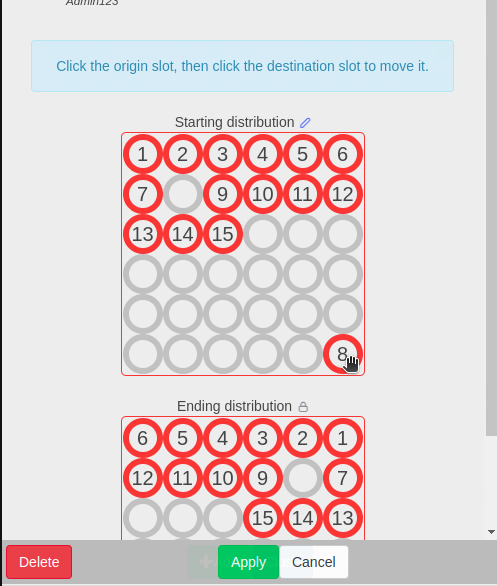 Admin123
Click the origin slot, then click the destination slot to move it.
Starting distribution
1 2 3 4 5 6
7 9 10 11 12
13 14 15
8
Ending distribution
6 5 4 3 2 1
12 11 10 9 7
15 14 13
Delete Apply Cancel